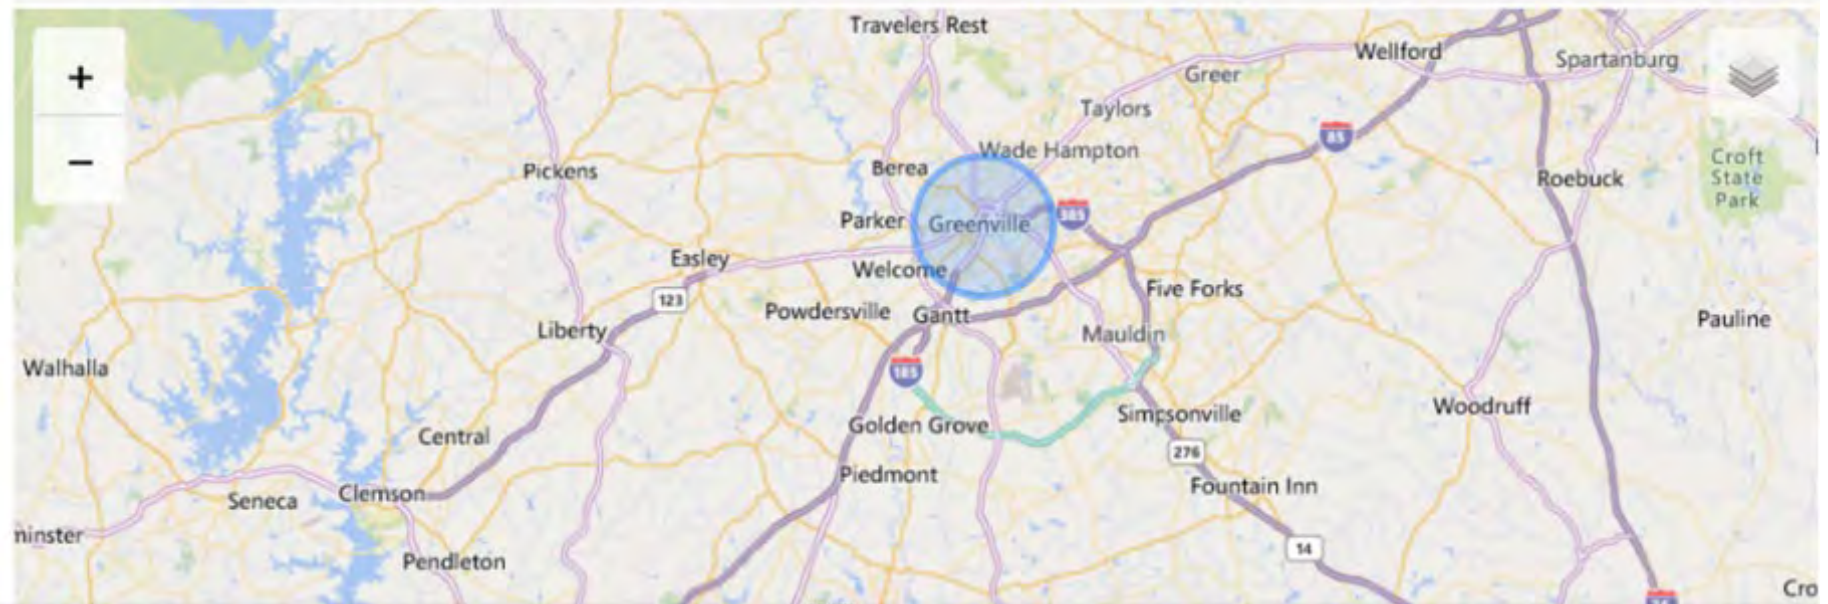 Travelers Rest
+
Wellford
Spartanburg
Greer
Taylors
85
−
Wade Hampton
Pickens
Berea
Croft
State
Park
Roebuck
Parker
Greenville
385
Easley
Welcome
123
Five Forks
Powdersville
Gantt
Pauline
Liberty
Mauldin
Walhalla
185
Woodruff
Simpsonville
Golden Grove
Central
276
Piedmont
Fountain Inn
Clemson
Seneca
minster
14
Pendleton
Cro